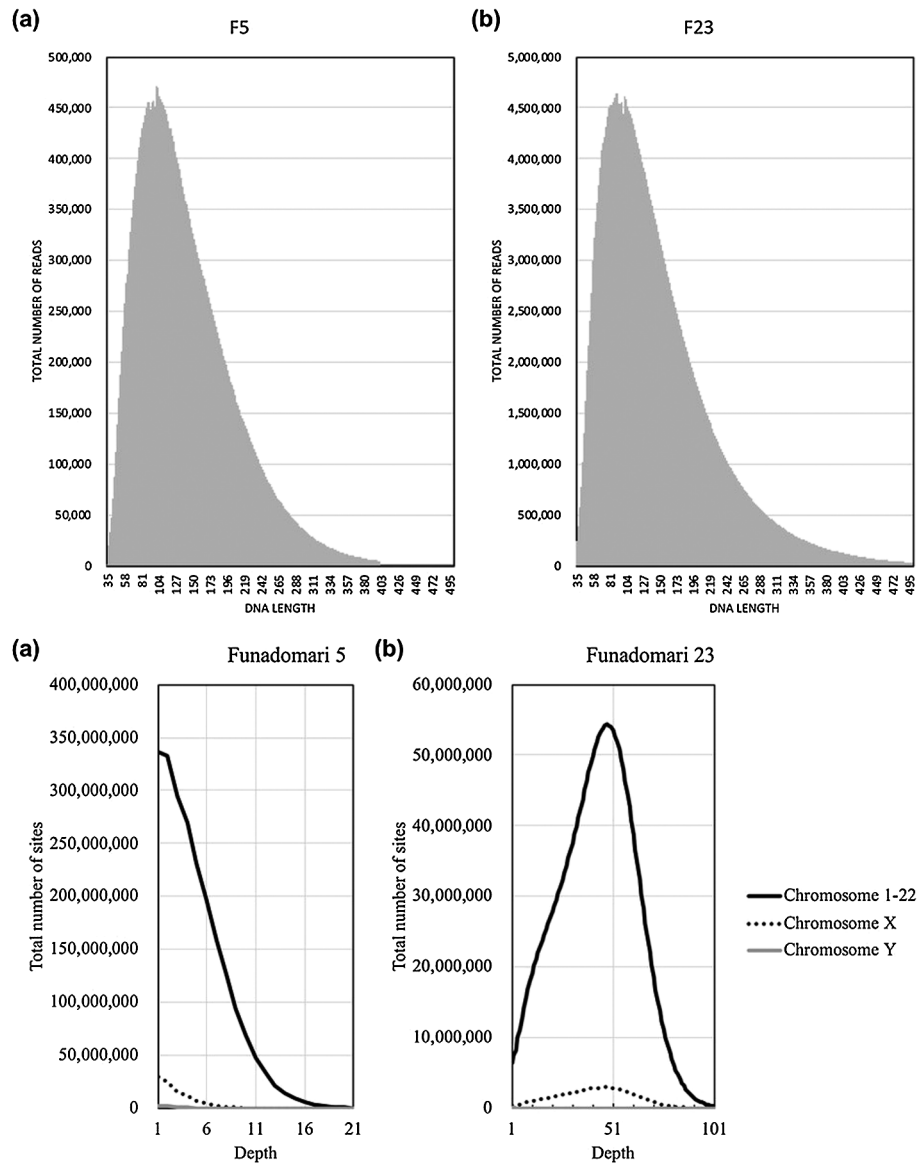 (a)
F5
500,000
450,000
400,000
350,000
300,000
250,000
200,000
150,000
100,000
50,000
0
TOTAL NUMBER OF READS
35 58 81 104 127 150 173 196 219 242 265 288 311 334 357 380 403 426 449 472 495
DNA LENGTH
(b)
F23
5,000,000
4,500,000
4,000,000
3,500,000
3,000,000
2,500,000
2,000,000
1,500,000
1,000,000
500,000
0
TOTAL NUMBER OF READS
35 58 81 104 127 150 173 196 219 242 265 288 311 334 357 380 403 426 449 472 495
DNA LENGTH
(a)
Funadomari 5
400,000,000
350,000,000
300,000,000
250,000,000
200,000,000
150,000,000
100,000,000
50,000,000
0
Total number of sites
1 6 11 16 21
Depth
(b)
Funadomari 23
60,000,000
50,000,000
40,000,000
30,000,000
20,000,000
10,000,000
0
Total number of sites
1 51 101
Depth
Chromosome 1-22
Chromosome X
Chromosome Y